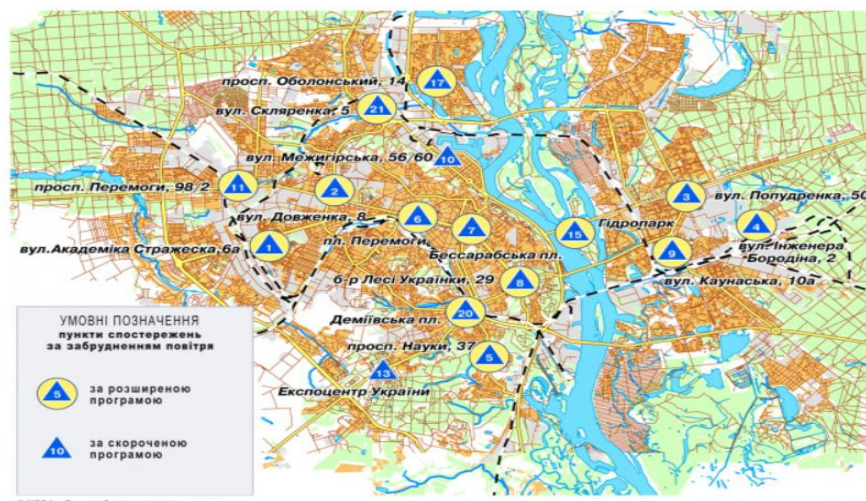 просп. Оболонський, 14
17
вул. Скляренка, 5
21
вул. Межигірська, 56/60
10
просп. Перемоги, 98/2
11
2
3
вул. Попудренка, 50
вул. Довженка, 8
6
7
15
Гідропарк
4
пл. Перемоги
Бессарабська пл.
вул.Академіка Стражеска,6а
1
9
вул. Інженера
Бородіна, 2
б-р Лесі Українки, 29
8
вул. Каунаська, 10а
Деміївська пл.
20
просп. Науки, 37
5
13
Експоцентр України
УМОВНІ ПОЗНАЧЕННЯ
пункти спостережень
за забрудненням повітря
5
за розширеною
програмою
10
за скороченою
програмою